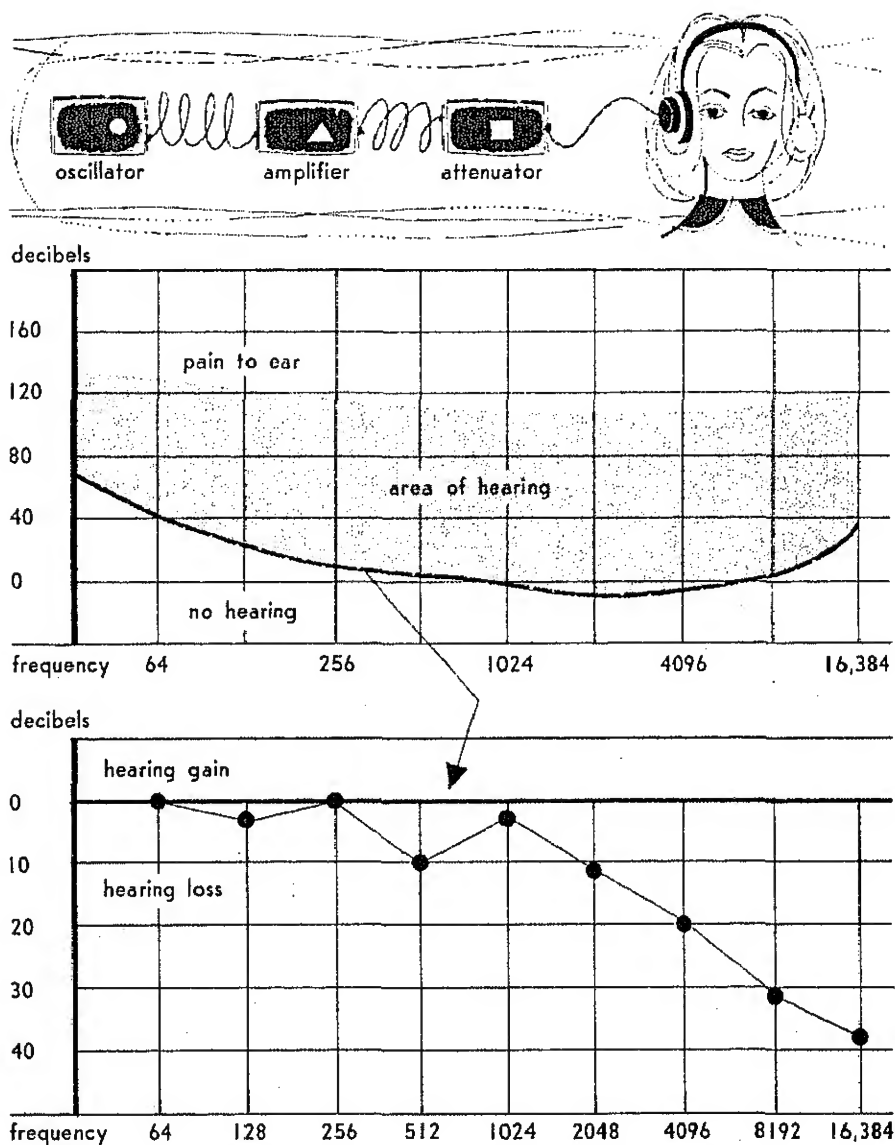 oscillator amplifier attenuator
decibels
160
pain to ear
120
80
area of hearing
40
0
no hearing
frequency 64 256 1024 4096 16,384
decibels
hearing gain
0
10
hearing loss
20
30
40
frequency 64 128 256 512 1024 2048 4096 8192 16,384